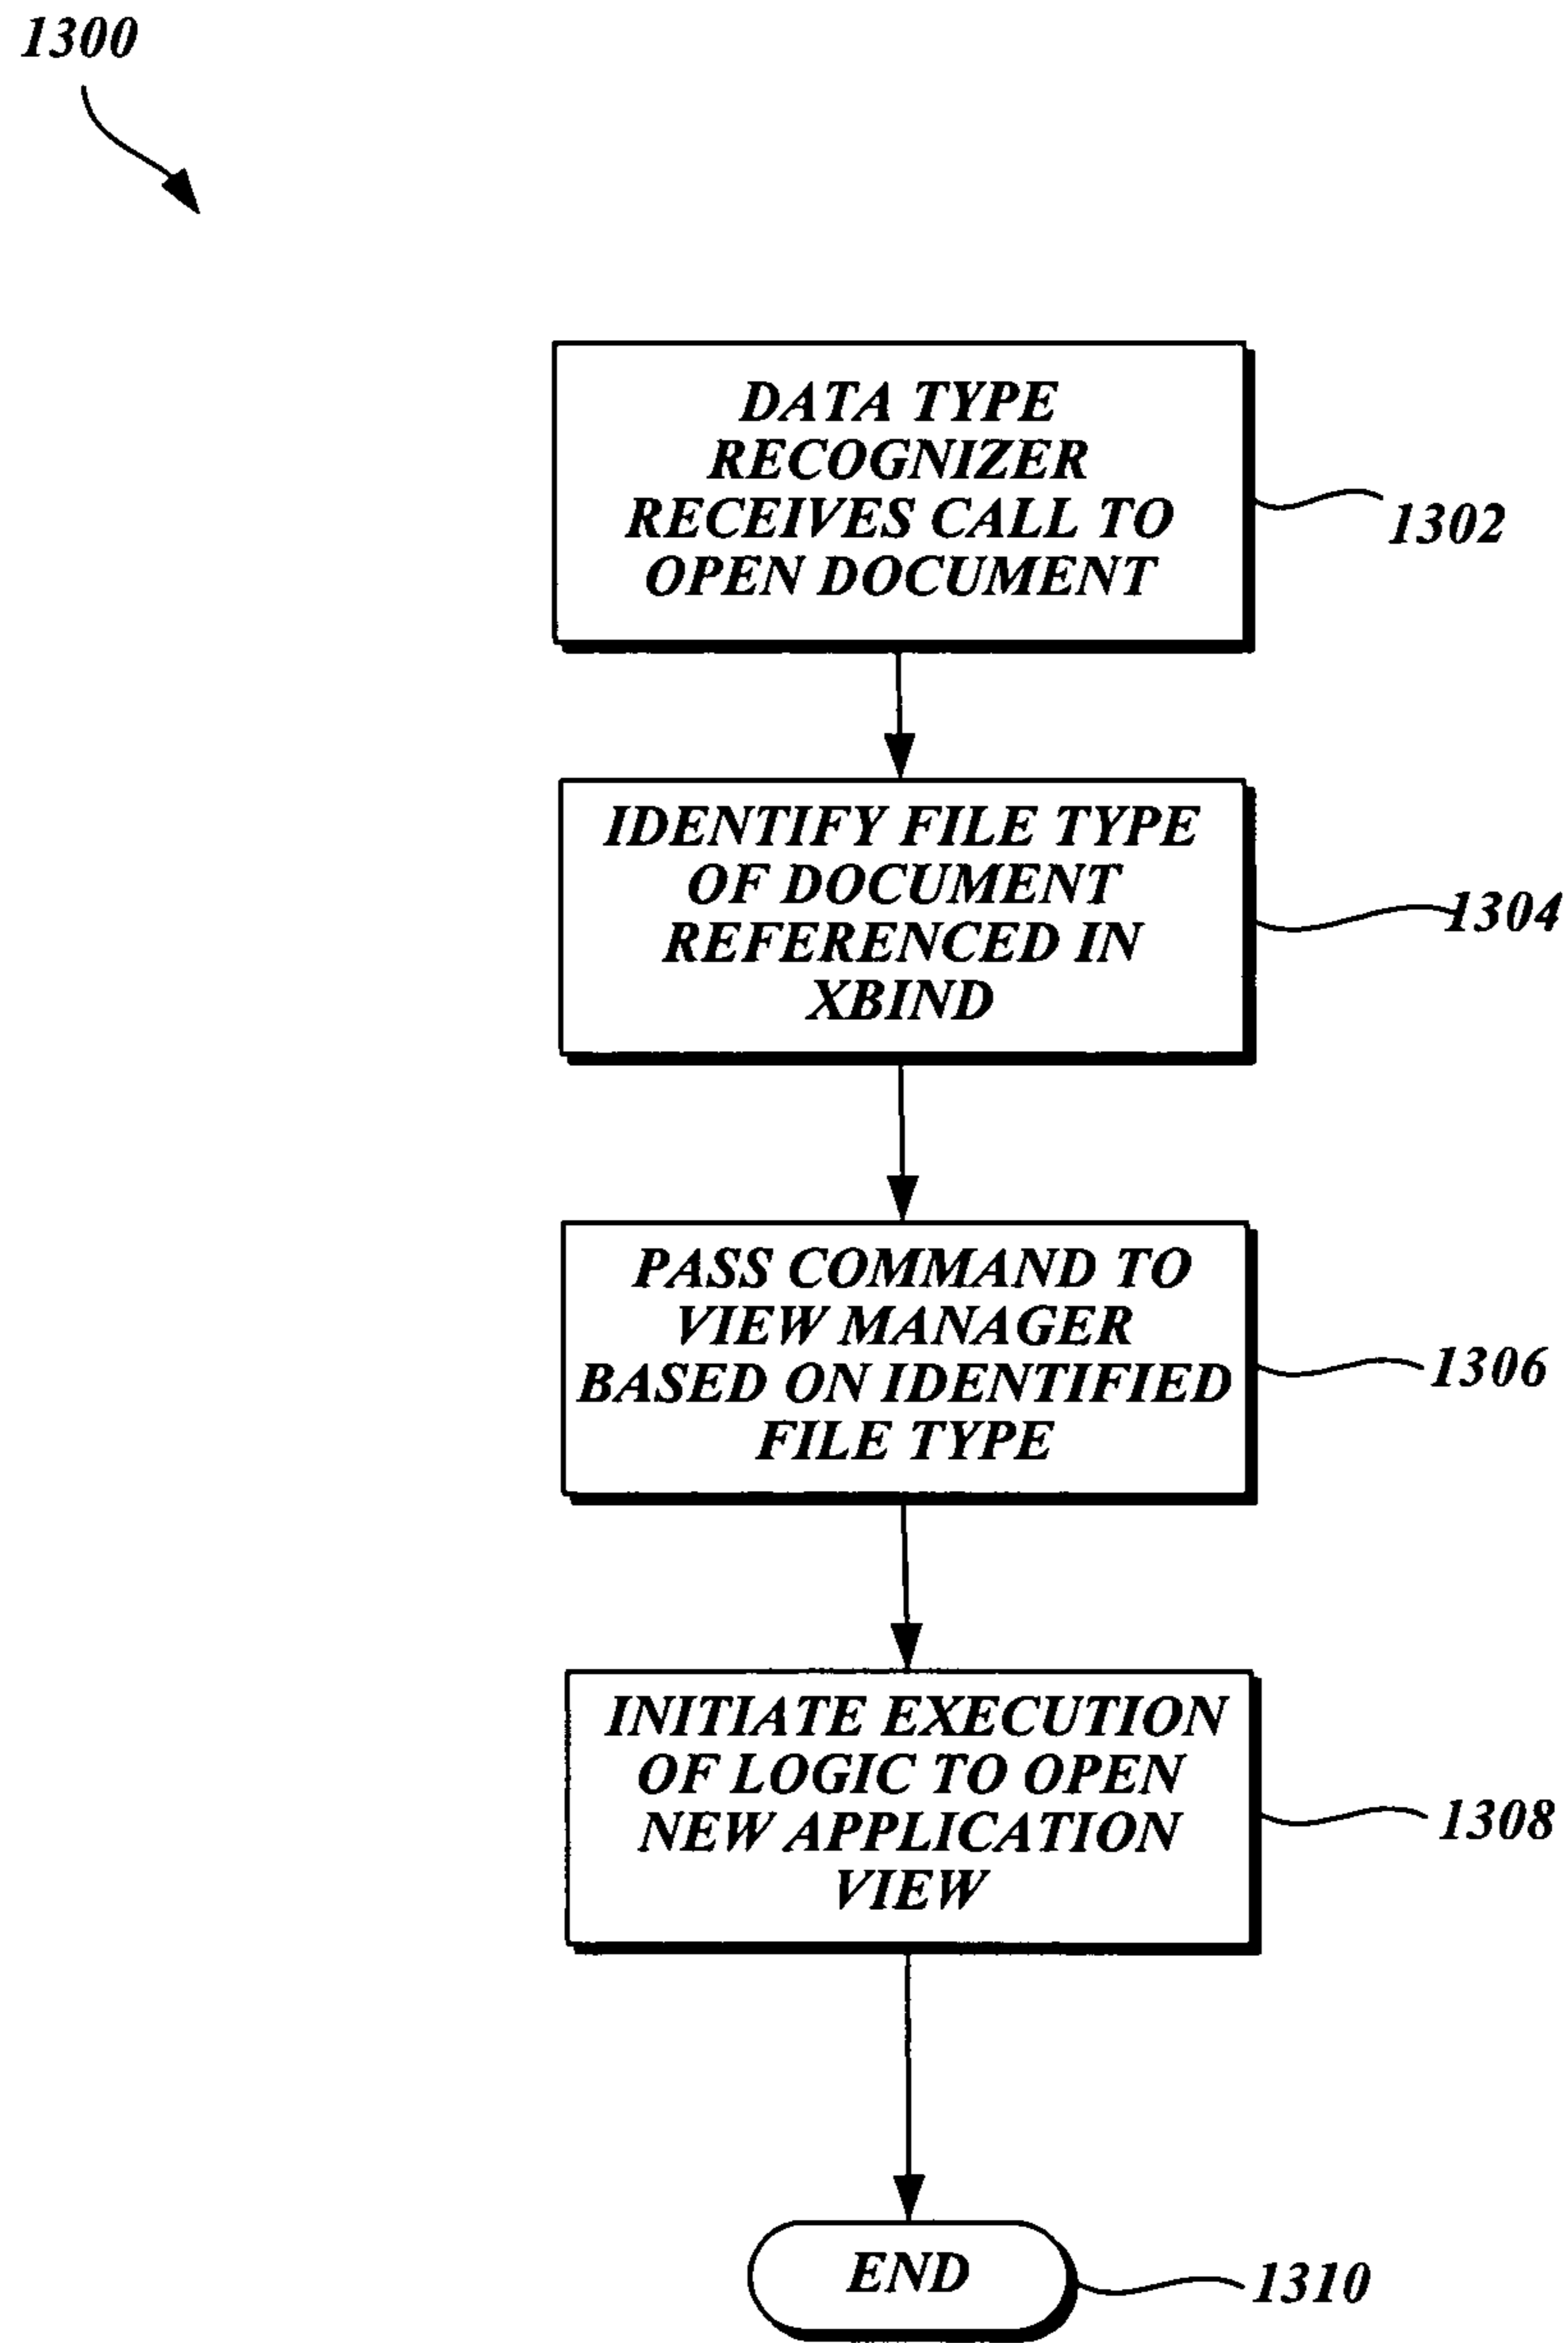 1300
DATA TYPE
RECOGNIZER
RECEIVES CALL TO
OPEN DOCUMENT
1302
IDENTIFY FILE TYPE
OF DOCUMENT
REFERENCED IN
XBIND
1304
PASS COMMAND TO
VIEW MANAGER
BASED ON IDENTIFIED
FILE TYPE
1306
INITIATE EXECUTION
OF LOGIC TO OPEN
NEW APPLICATION
VIEW
1308
END
1310